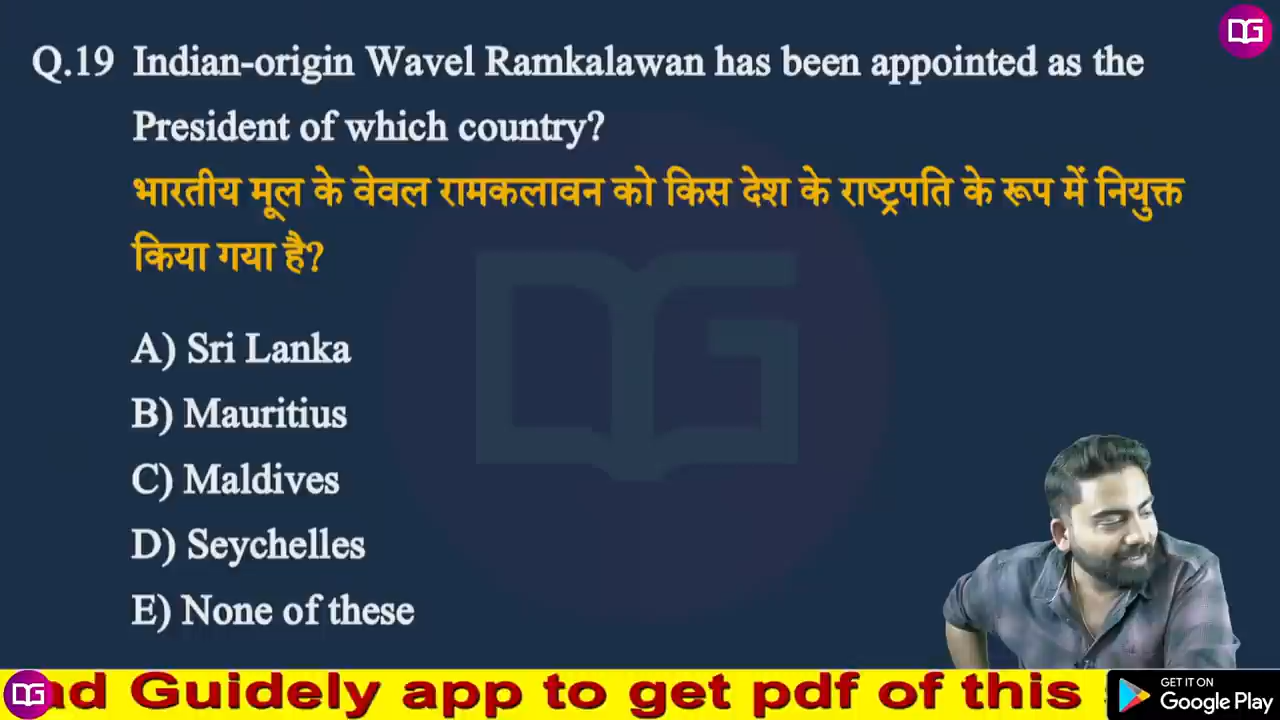 Q.19 Indian-origin Wavel Ramkalawan has been appointed as the
President of which country?
भारतीय मूल के वेवल रामकलावन को किस देश के राष्ट्रपति के रूप में नियुक्त
किया गया है?
A) Sri Lanka
B) Mauritius
C) Maldives
D) Seychelles
E) None of these
ad Guidely app to get pdf of this
GET IT ON
Google Play